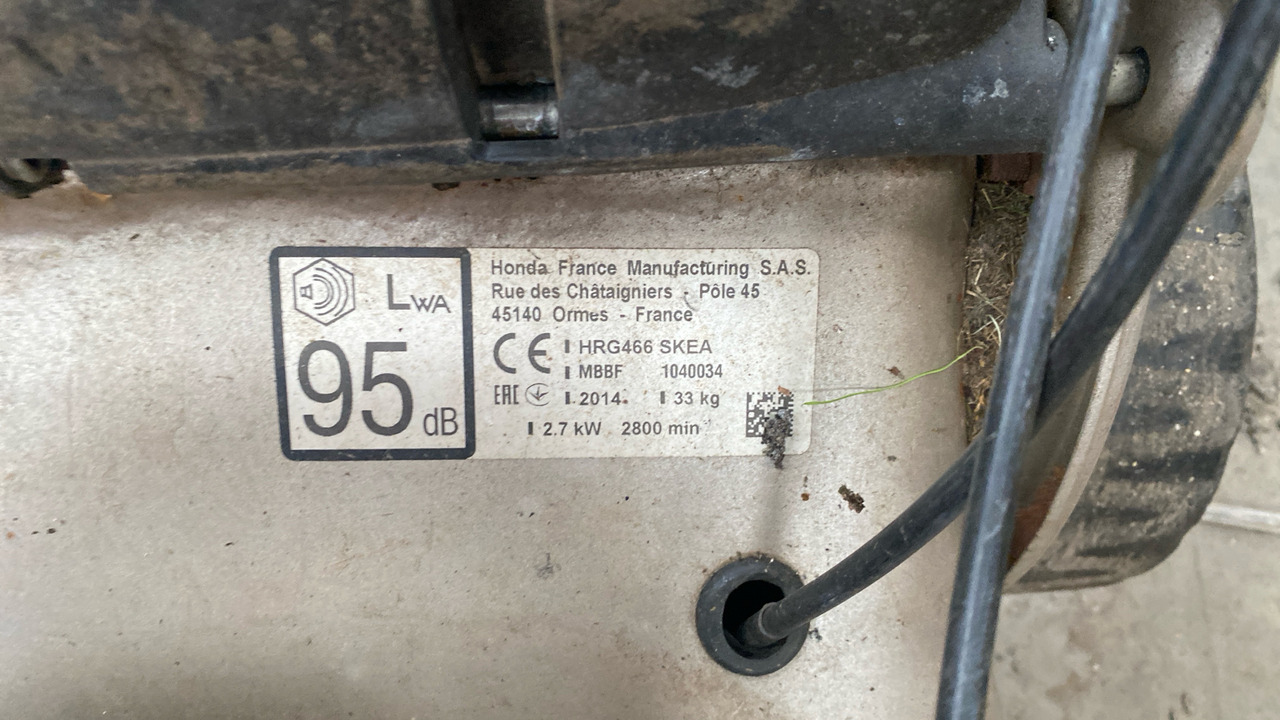 LWA
95 dB
Honda France Manufacturing S.A.S.
Rue des Châtaigniers - Pôle 45
45140 Ormes - France
CE HRG466 SKEA
MBBF 1040034
EAC 2014 33 kg
2.7 kW 2800 min